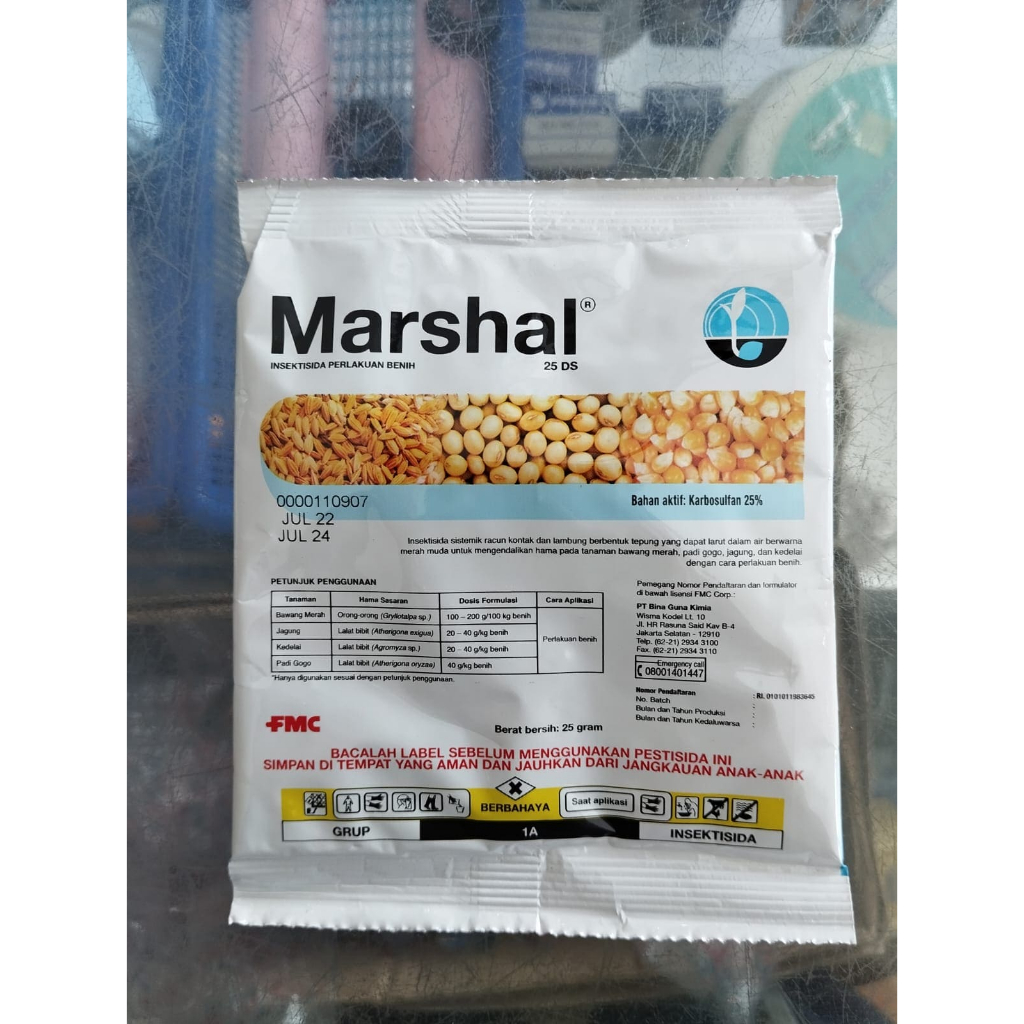 Marshal®
INSEKTISIDA PERLAKUAN BENIH
25 DS
0000110907
JUL 22
JUL 24
Bahan aktif: Karbosulfan 25%
Insektisida sistemik racun kontak dan lambung berbentuk tepung yang dapat larut dalam air berwarna
merah muda untuk mengendalikan hama pada tanaman bawang merah, padi gogo, jagung, dan kedelai
dengan cara perlakuan benih.
PETUNJUK PENGGUNAAN
Tanaman Hama Sesaran Dosis Formulasi Cara Aplikasi
Bawang Merah Orong-orong (Gryllotalpa sp.) 100 – 200 g/100 kg benih
Jagung Lalat bibit (Atherigona exigua) 20 – 40 g/kg benih
Perlakuan benih
Kedelai Lalat bibit (Agromyza sp.) 20 – 40 g/kg benih
Padi Gogo Lalat bibit (Atherigona oryzae) 40 g/kg benih
*Hanya digunakan sesuai dengan petunjuk penggunaan.
Pemegang Nomor Pendaftaran dan formulator
di bawah lisensi FMC Corp.:
PT Bina Guna Kimia
Wisma Kodel Lt. 10
Jl. HR Rasuna Said Kav B-4
Jakarta Selatan - 12910
Telp. (62-21) 2934 3100
Fax. (62-21) 2934 3110
Emergency call
08001401447
Nomor Pendaftaran : RI. 0101011983645
No. Batch :
Bulan dan Tahun Produksi :
Bulan dan Tahun Kedaluwarsa :
FMC
Berat bersih: 25 gram
BACALAH LABEL SEBELUM MENGGUNAKAN PESTISIDA INI
SIMPAN DI TEMPAT YANG AMAN DAN JAUHKAN DARI JANGKAUAN ANAK-ANAK
BERBAHAYA
Saat aplikasi
GRUP 1A INSEKTISIDA